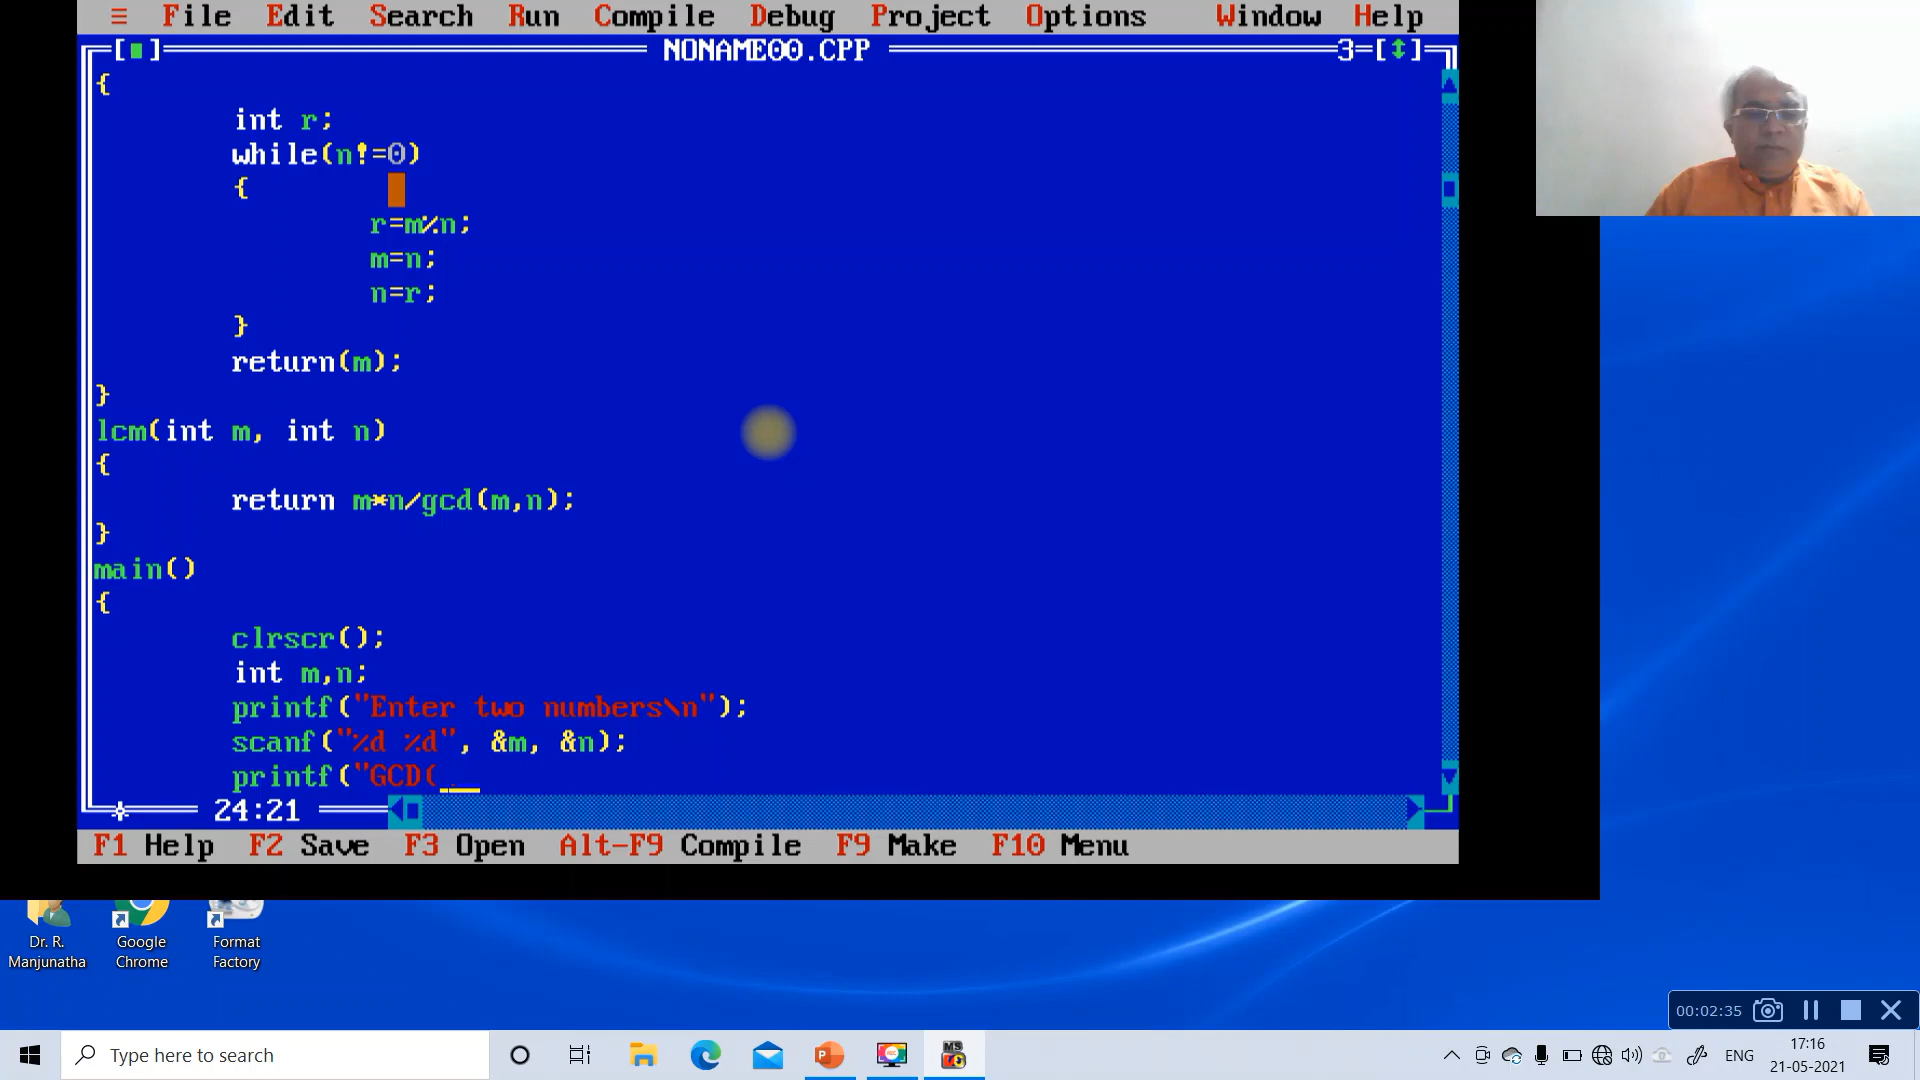 ≡ File Edit Search Run Compile Debug Project Options Window Help
[■] NONAME00.CPP 3=[↕]
{
int r;
while(n!=0)
{
r=m%n;
m=n;
n=r;
}
return(m);
}
lcm(int m, int n)
{
return m*n/gcd(m,n);
}
main()
{
clrscr();
int m,n;
printf("Enter two numbers\n");
scanf("%d %d", &m, &n);
printf("GCD(
24:21
F1 Help F2 Save F3 Open Alt-F9 Compile F9 Make F10 Menu
Dr. R. Manjunatha
Google Chrome
Format Factory
00:02:35
Type here to search
ENG
17:16
21-05-2021